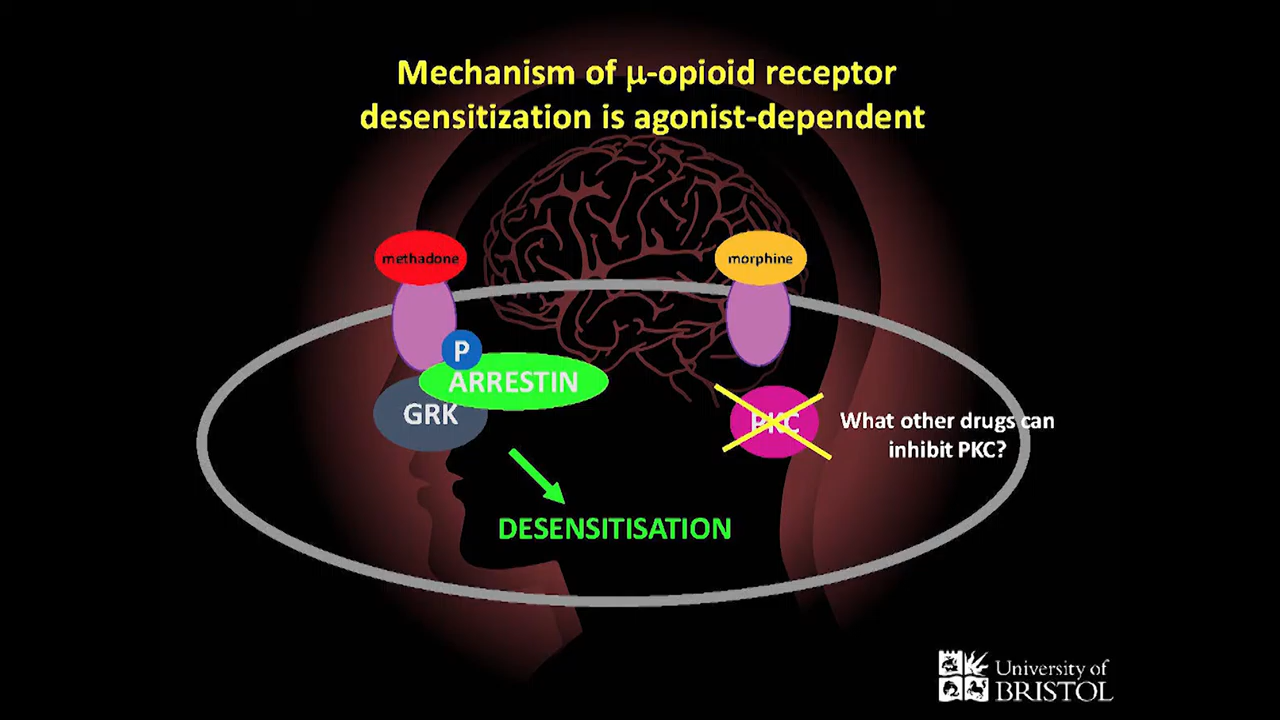 Mechanism of μ-opioid receptor
desensitization is agonist-dependent
methadone
morphine
P
ARRESTIN
GRK
PKC
What other drugs can
inhibit PKC?
DESENSITISATION
University of
BRISTOL